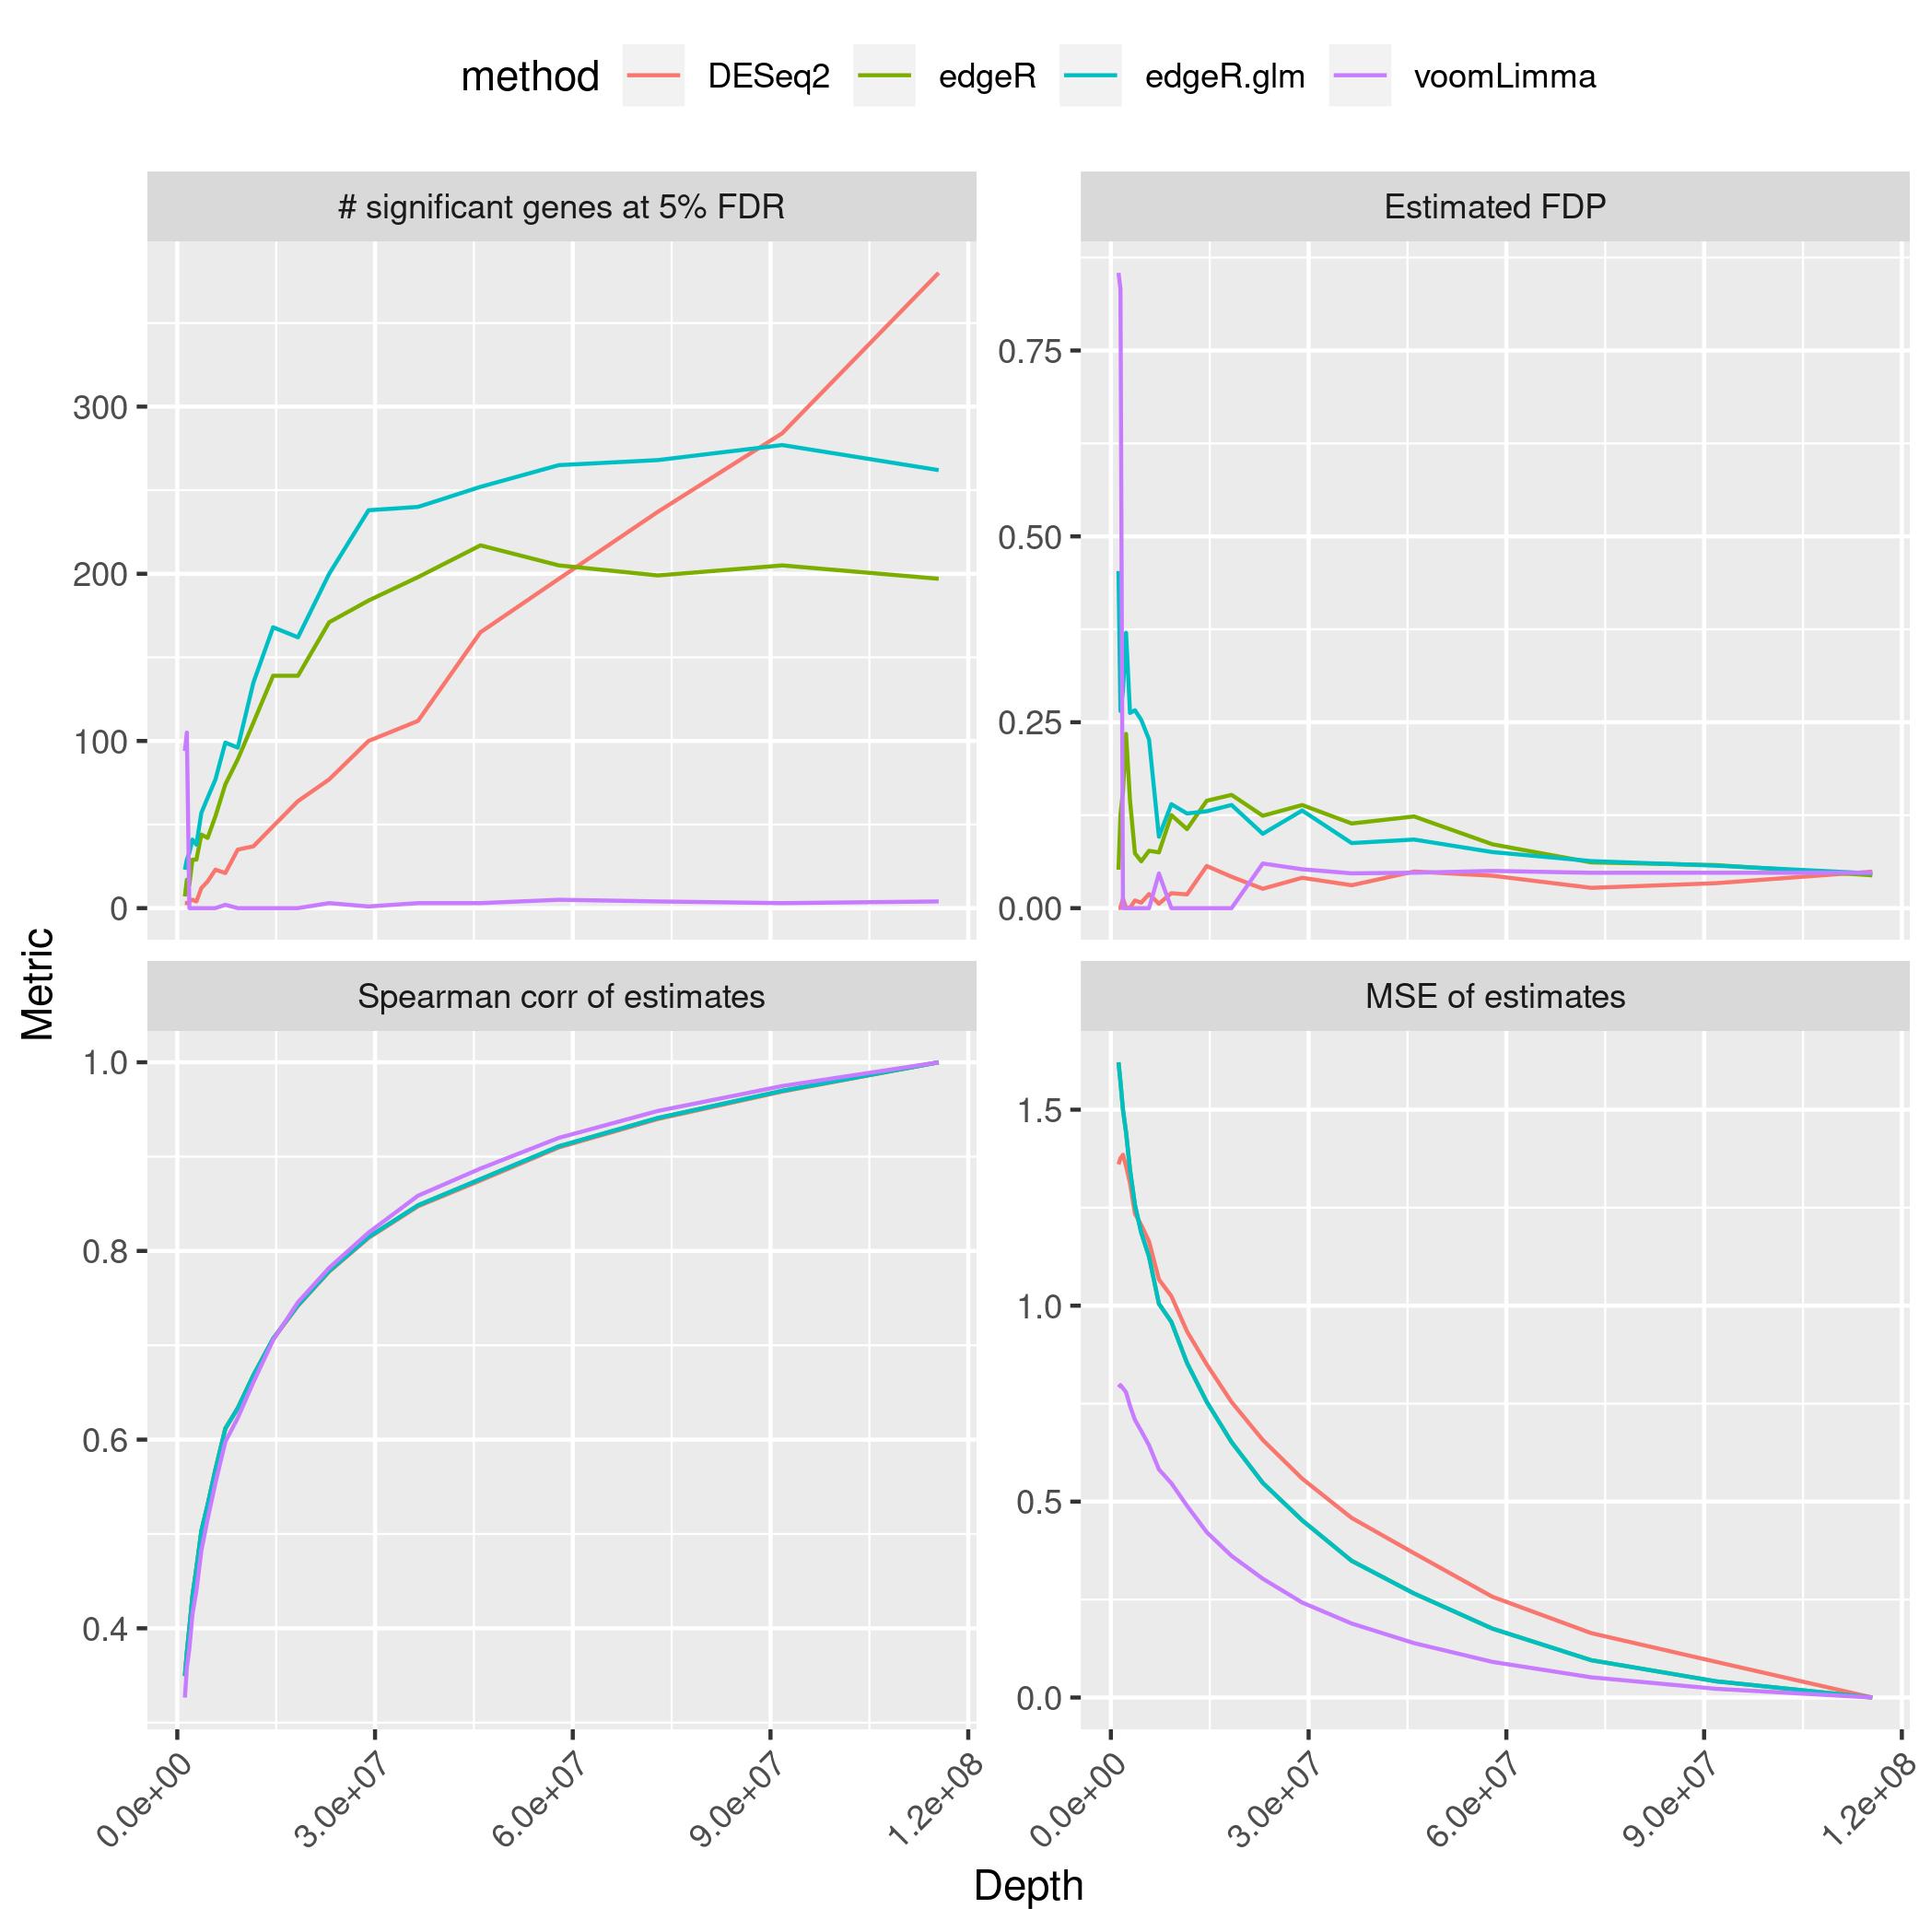 method DESeq2 edgeR edgeR.glm voomLimma
# significant genes at 5% FDR
Estimated FDP
300
200
100
0
0.75
0.50
0.25
0.00
Metric
Spearman corr of estimates
MSE of estimates
1.0
0.8
0.6
0.4
1.5
1.0
0.5
0.0
0.0e+00 3.0e+07 6.0e+07 9.0e+07 1.2e+08
0.0e+00 3.0e+07 6.0e+07 9.0e+07 1.2e+08
Depth